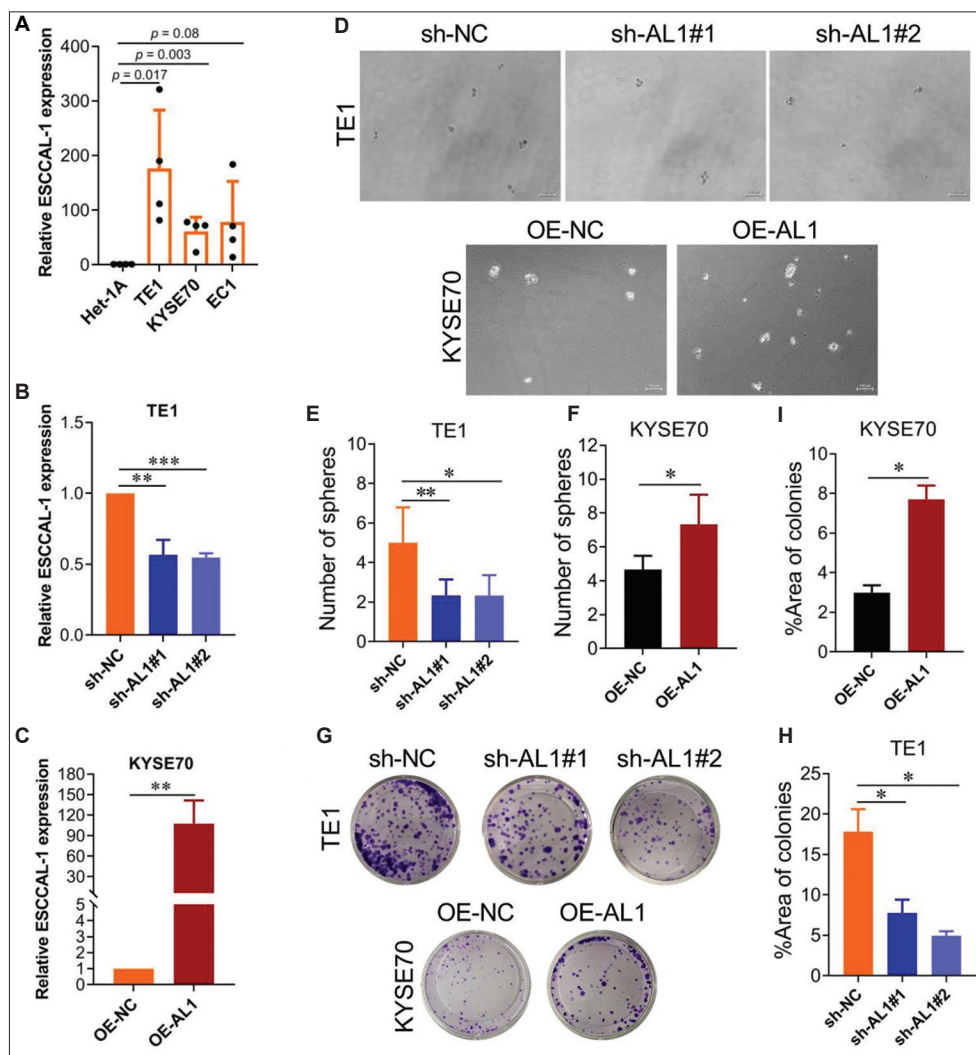 A
Relative ESCCAL-1 expression
400
300
200
100
0
p = 0.08
p = 0.003
p = 0.017
Het-1A
TE1
KYSE70
EC1
D
sh-NC
sh-AL1#1
sh-AL1#2
TE1
OE-NC
OE-AL1
KYSE70
B
TE1
Relative ESCCAL-1 expression
1.5
1.0
0.5
0.0
***
**
sh-NC
sh-AL1#1
sh-AL1#2
E
TE1
Number of spheres
8
6
4
2
0
*
**
sh-NC
sh-AL1#1
sh-AL1#2
F
KYSE70
Number of spheres
12
10
8
6
4
2
0
*
OE-NC
OE-AL1
I
KYSE70
%Area of colonies
10
8
6
4
2
0
*
OE-NC
OE-AL1
C
KYSE70
Relative ESCCAL-1 expression
180
150
120
90
60
30
5
4
3
2
1
0
**
OE-NC
OE-AL1
G
sh-NC
sh-AL1#1
sh-AL1#2
TE1
OE-NC
OE-AL1
KYSE70
H
TE1
%Area of colonies
25
20
15
10
5
0
*
*
sh-NC
sh-AL1#1
sh-AL1#2